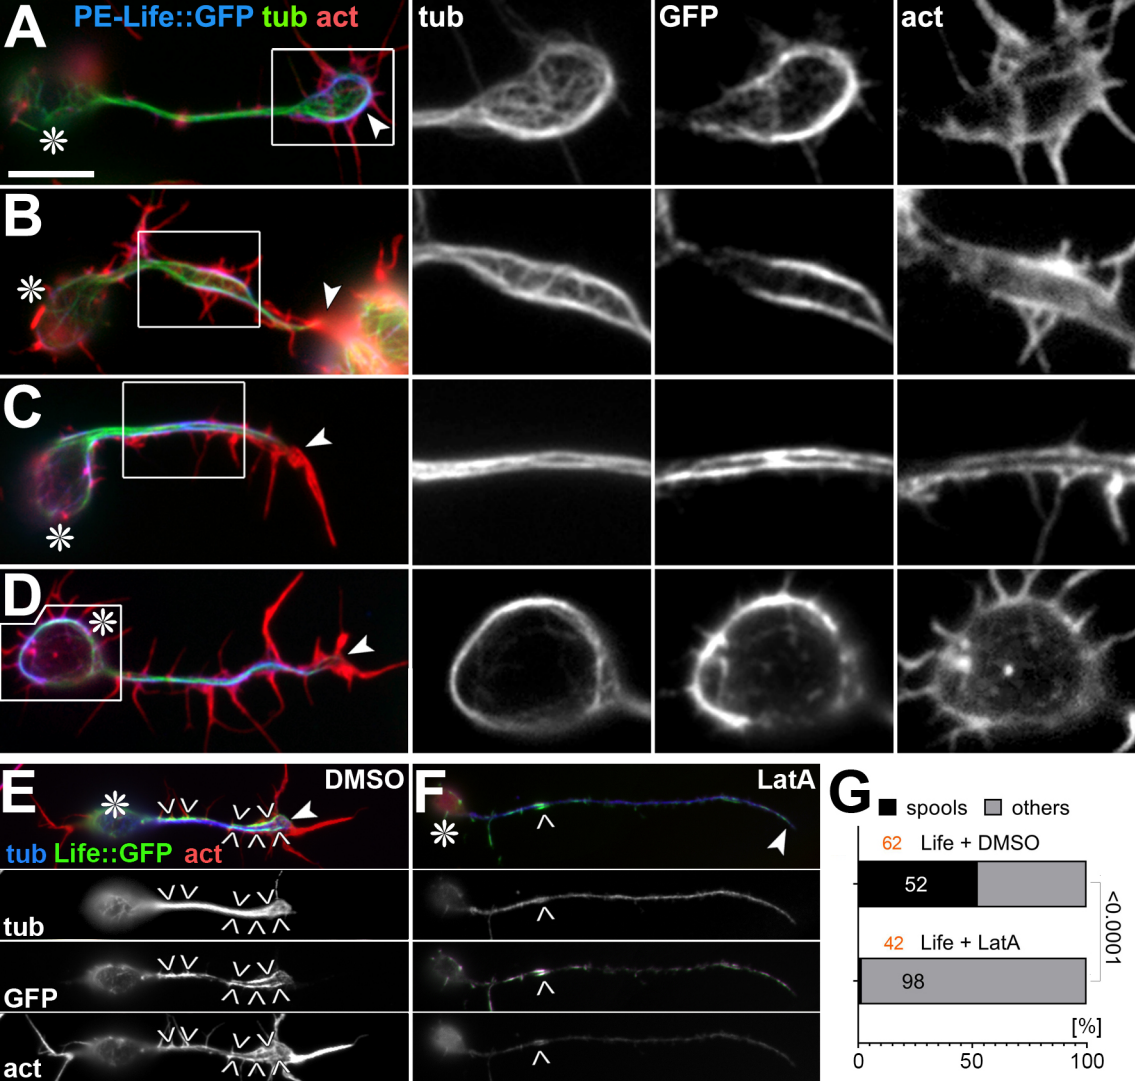 A PE-Life::GFP tub act
tub
GFP
act
B
C
D
E DMSO
tub Life::GFP act
tub
GFP
act
F LatA
G
spools others
62 Life + DMSO
52
42 Life + LatA
98
<0.0001
[%]
0 50 100